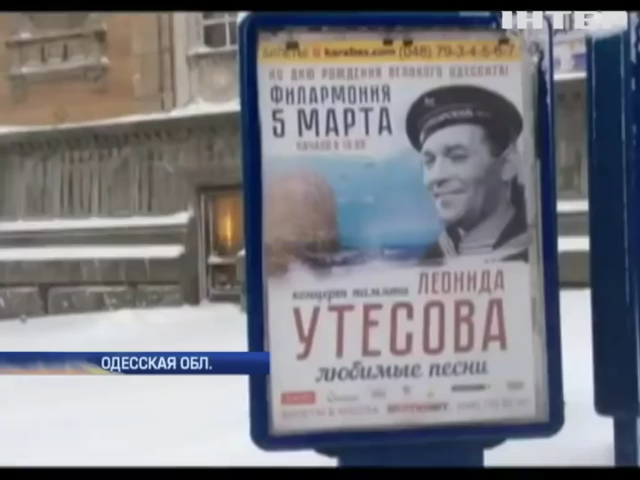 ІНТЕР
БИЛЕТЫ karabas.com (048) 79-3-4-5-6-7
КО ДНЮ РОЖДЕНИЯ ВЕЛИКОГО ОДЕССИТА!
ФИЛАРМОНИЯ
5 МАРТА
НАЧАЛО В
концерт памяти ЛЕОНИДА
УТЕСОВА
любимые песни
ОДЕССКАЯ ОБЛ.